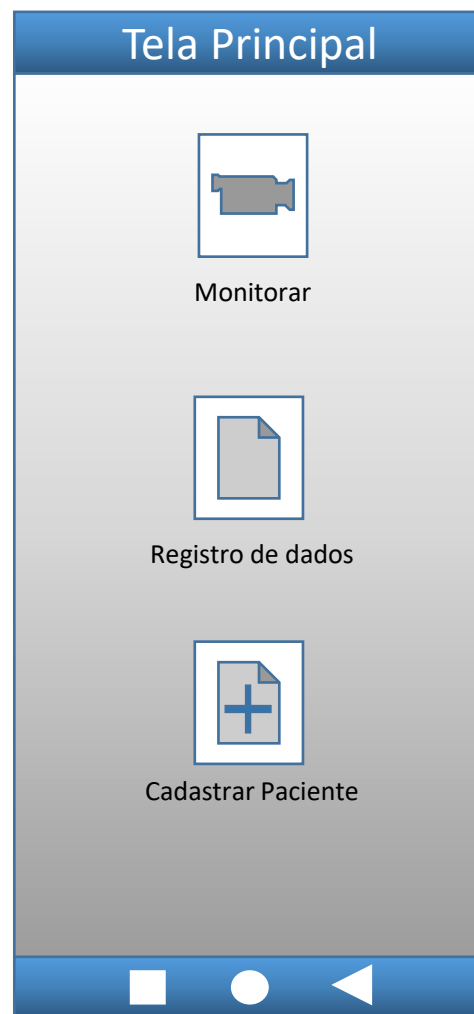 Tela Principal
Monitorar
Registro de dados
Cadastrar Paciente